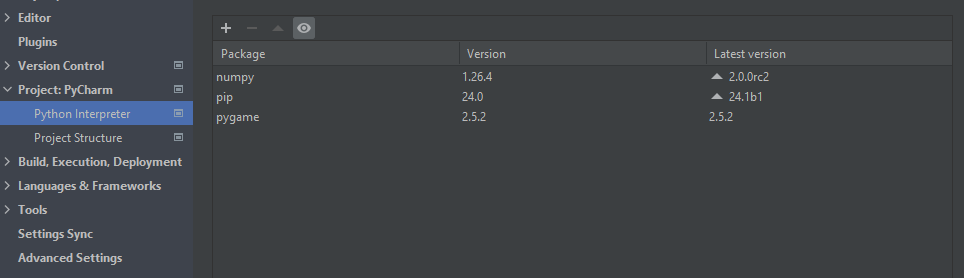 Editor
Plugins
Version Control
Project: PyCharm
Python Interpreter
Project Structure
Build, Execution, Deployment
Languages & Frameworks
Tools
Settings Sync
Advanced Settings
Package Version Latest version
numpy 1.26.4 2.0.0rc2
pip 24.0 24.1b1
pygame 2.5.2 2.5.2